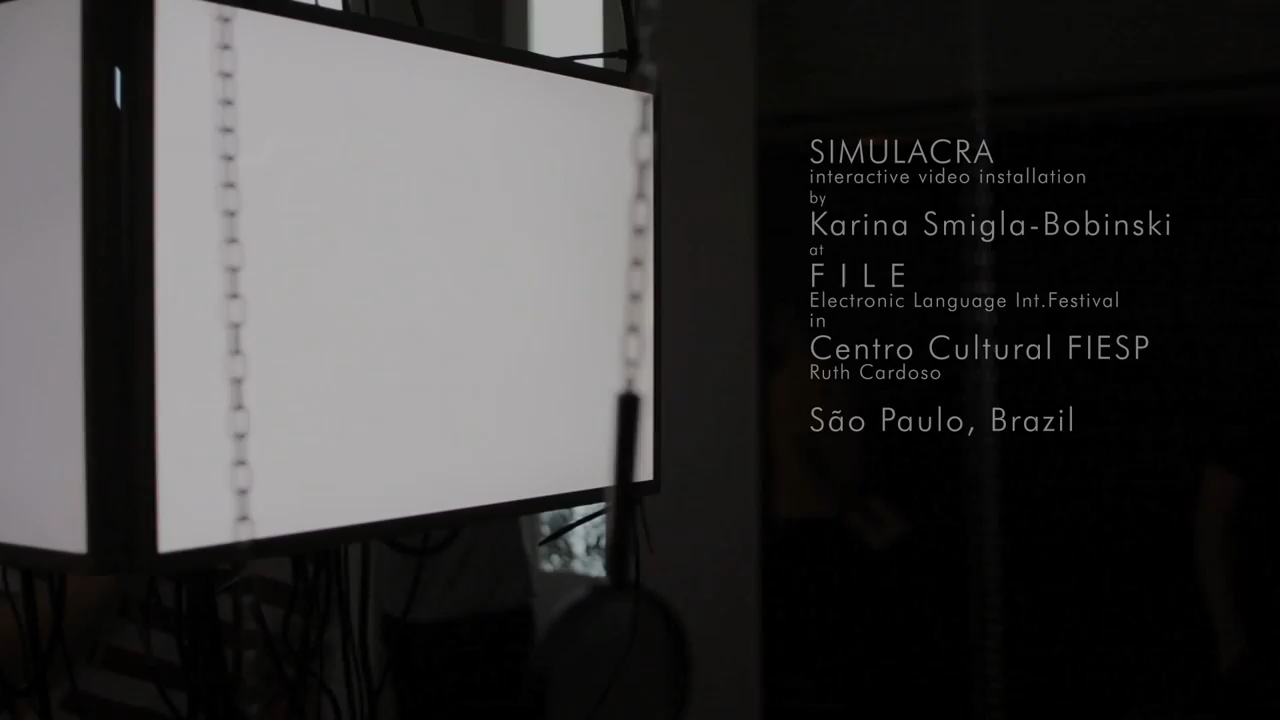 SIMULACRA
interactive video installation
by
Karina Smigla-Bobinski
at
F I L E
Electronic Language Int.Festival
in
Centro Cultural FIESP
Ruth Cardoso
São Paulo, Brazil